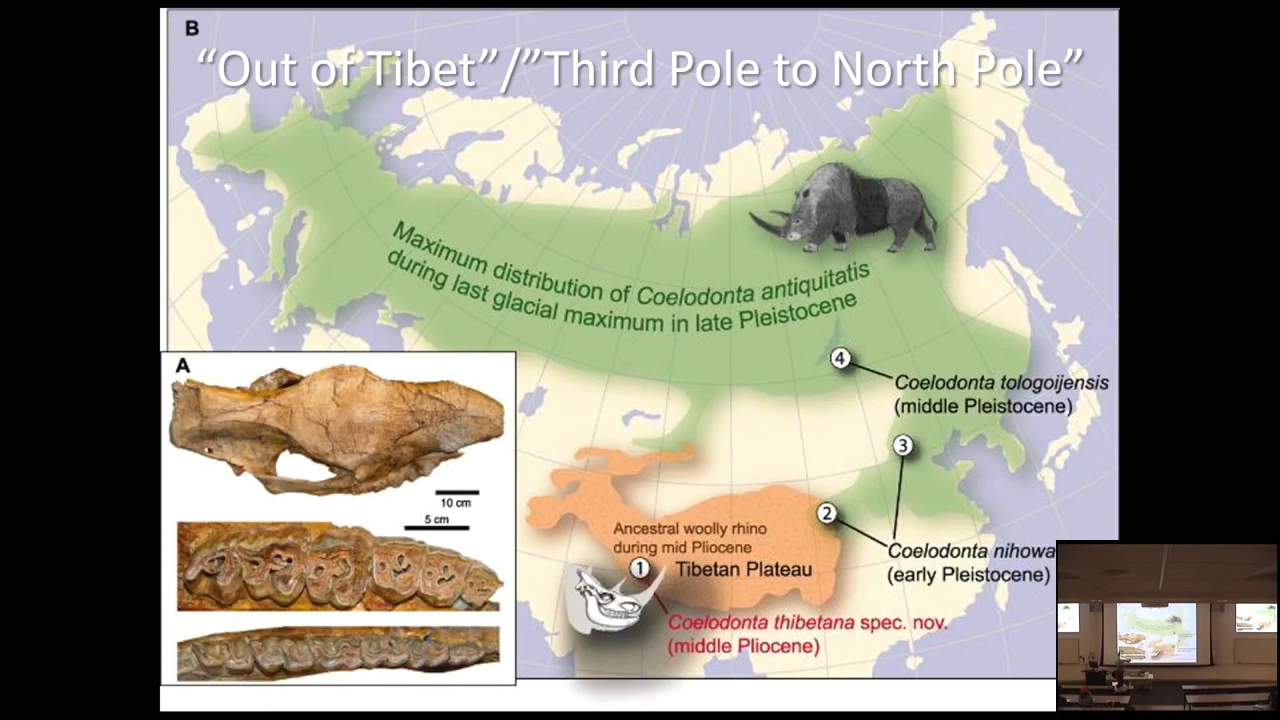 B
“Out of Tibet”/”Third Pole to North Pole”
Maximum distribution of Coelodonta antiquitatis
during last glacial maximum in late Pleistocene
A
10 cm
5 cm
4
Coelodonta tologoijensis
(middle Pleistocene)
3
2
Coelodonta nihowa
(early Pleistocene)
Ancestral woolly rhino
during mid Pliocene
1
Tibetan Plateau
Coelodonta thibetana spec. nov.
(middle Pliocene)